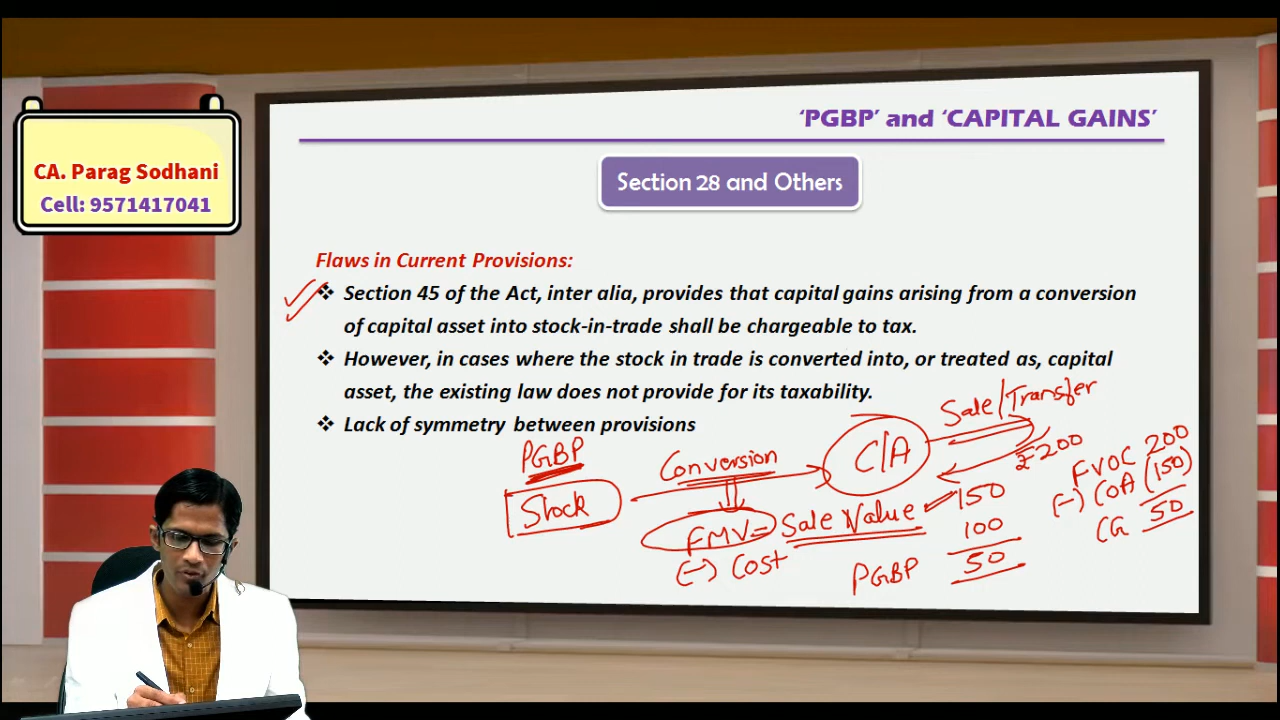 CA. Parag Sodhani
Cell: 9571417041
‘PGBP’ and ‘CAPITAL GAINS’
Section 28 and Others
Flaws in Current Provisions:
❖ Section 45 of the Act, inter alia, provides that capital gains arising from a conversion
of capital asset into stock-in-trade shall be chargeable to tax.
❖ However, in cases where the stock in trade is converted into, or treated as, capital
asset, the existing law does not provide for its taxability.
❖ Lack of symmetry between provisions
PGBP
Stock
Conversion
C/A
Sale/Transfer
₹200
FMV = Sale Value 150
(-) Cost 100
PGBP 50
FVOC 200
(-) COA (150)
CG 50